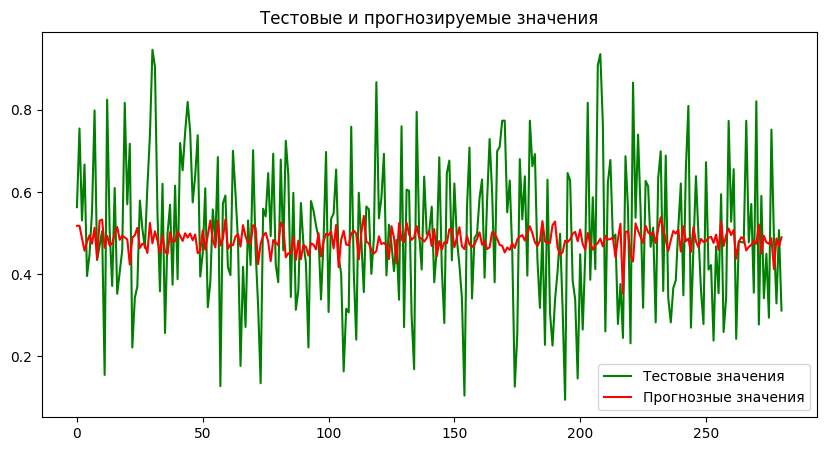 Тестовые и прогнозируемые значения
0.8
0.6
0.4
0.2
Тестовые значения
Прогнозные значения
0 50 100 150 200 250